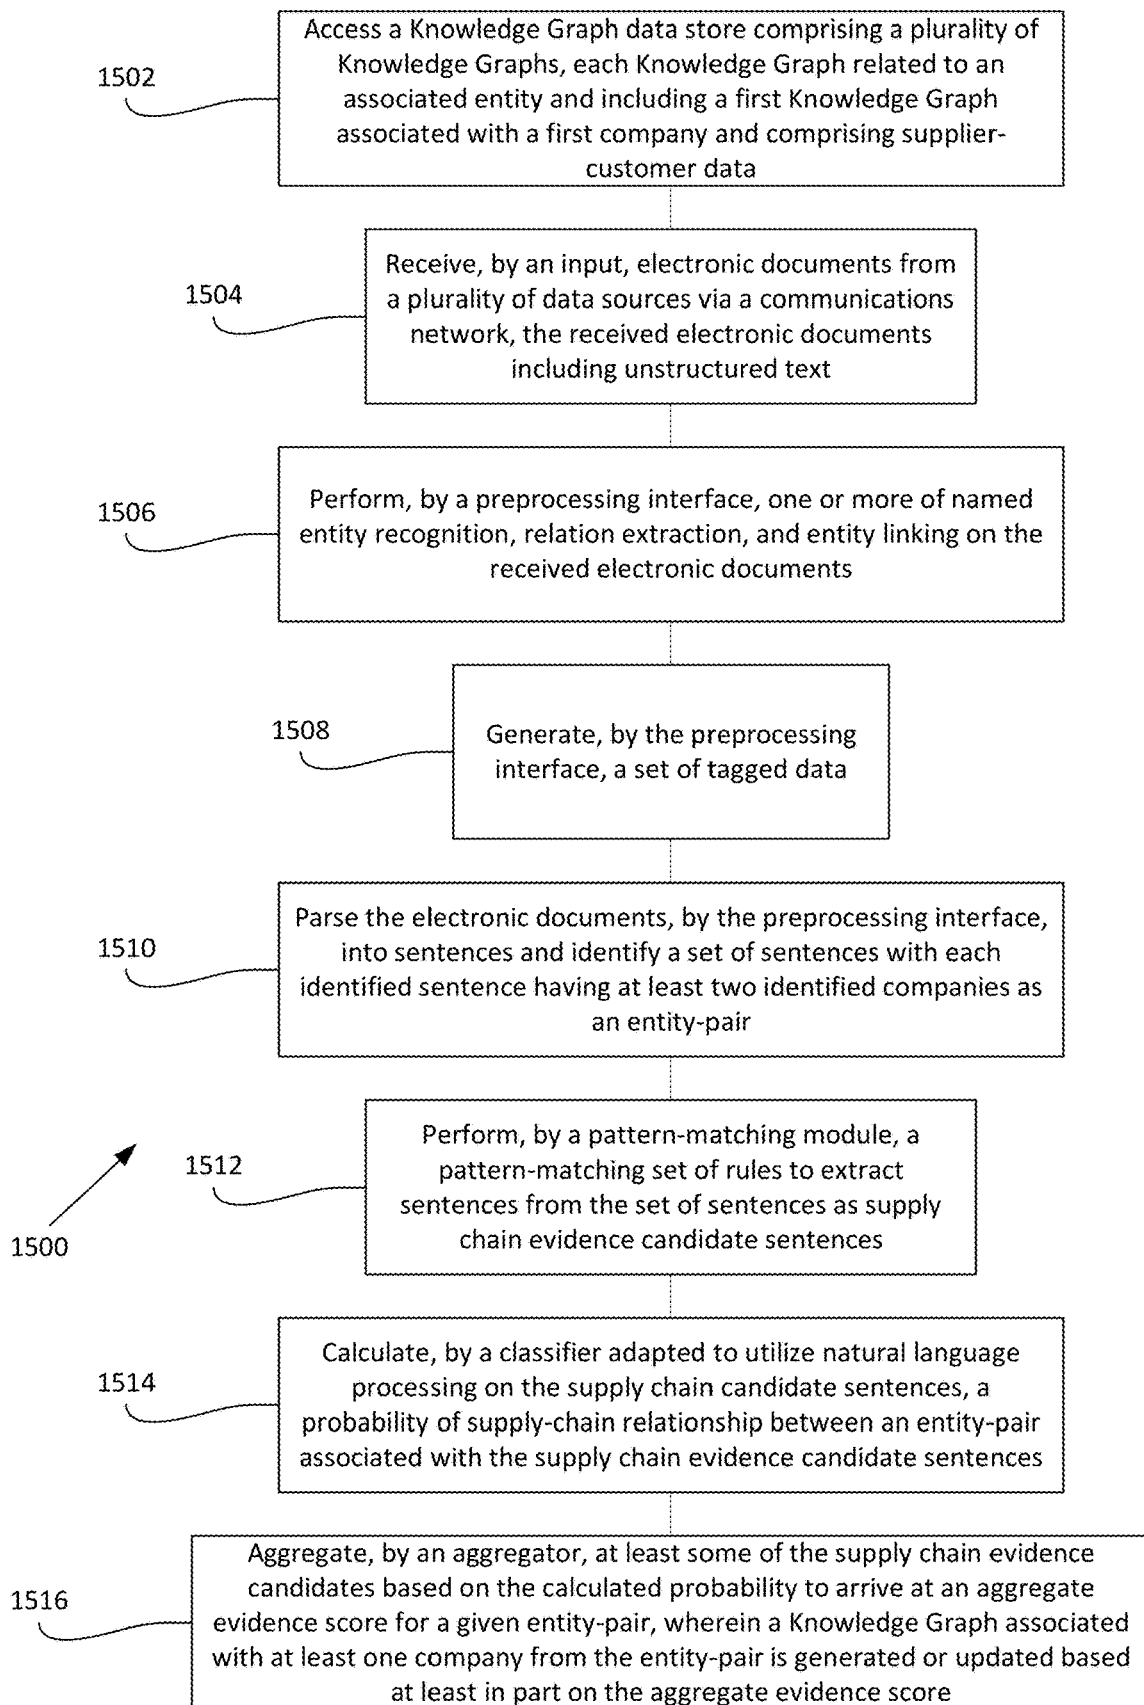 Access a Knowledge Graph data store comprising a plurality of
Knowledge Graphs, each Knowledge Graph related to an
associated entity and including a first Knowledge Graph
associated with a first company and comprising supplier-
customer data
1502
Receive, by an input, electronic documents from
a plurality of data sources via a communications
network, the received electronic documents
including unstructured text
1504
Perform, by a preprocessing interface, one or more of named
entity recognition, relation extraction, and entity linking on the
received electronic documents
1506
Generate, by the preprocessing
interface, a set of tagged data
1508
Parse the electronic documents, by the preprocessing interface,
into sentences and identify a set of sentences with each
identified sentence having at least two identified companies as
an entity-pair
1510
Perform, by a pattern-matching module, a
pattern-matching set of rules to extract
sentences from the set of sentences as supply
chain evidence candidate sentences
1512
1500
Calculate, by a classifier adapted to utilize natural language
processing on the supply chain candidate sentences, a
probability of supply-chain relationship between an entity-pair
associated with the supply chain evidence candidate sentences
1514
Aggregate, by an aggregator, at least some of the supply chain evidence
candidates based on the calculated probability to arrive at an aggregate
evidence score for a given entity-pair, wherein a Knowledge Graph associated
with at least one company from the entity-pair is generated or updated based
at least in part on the aggregate evidence score
1516